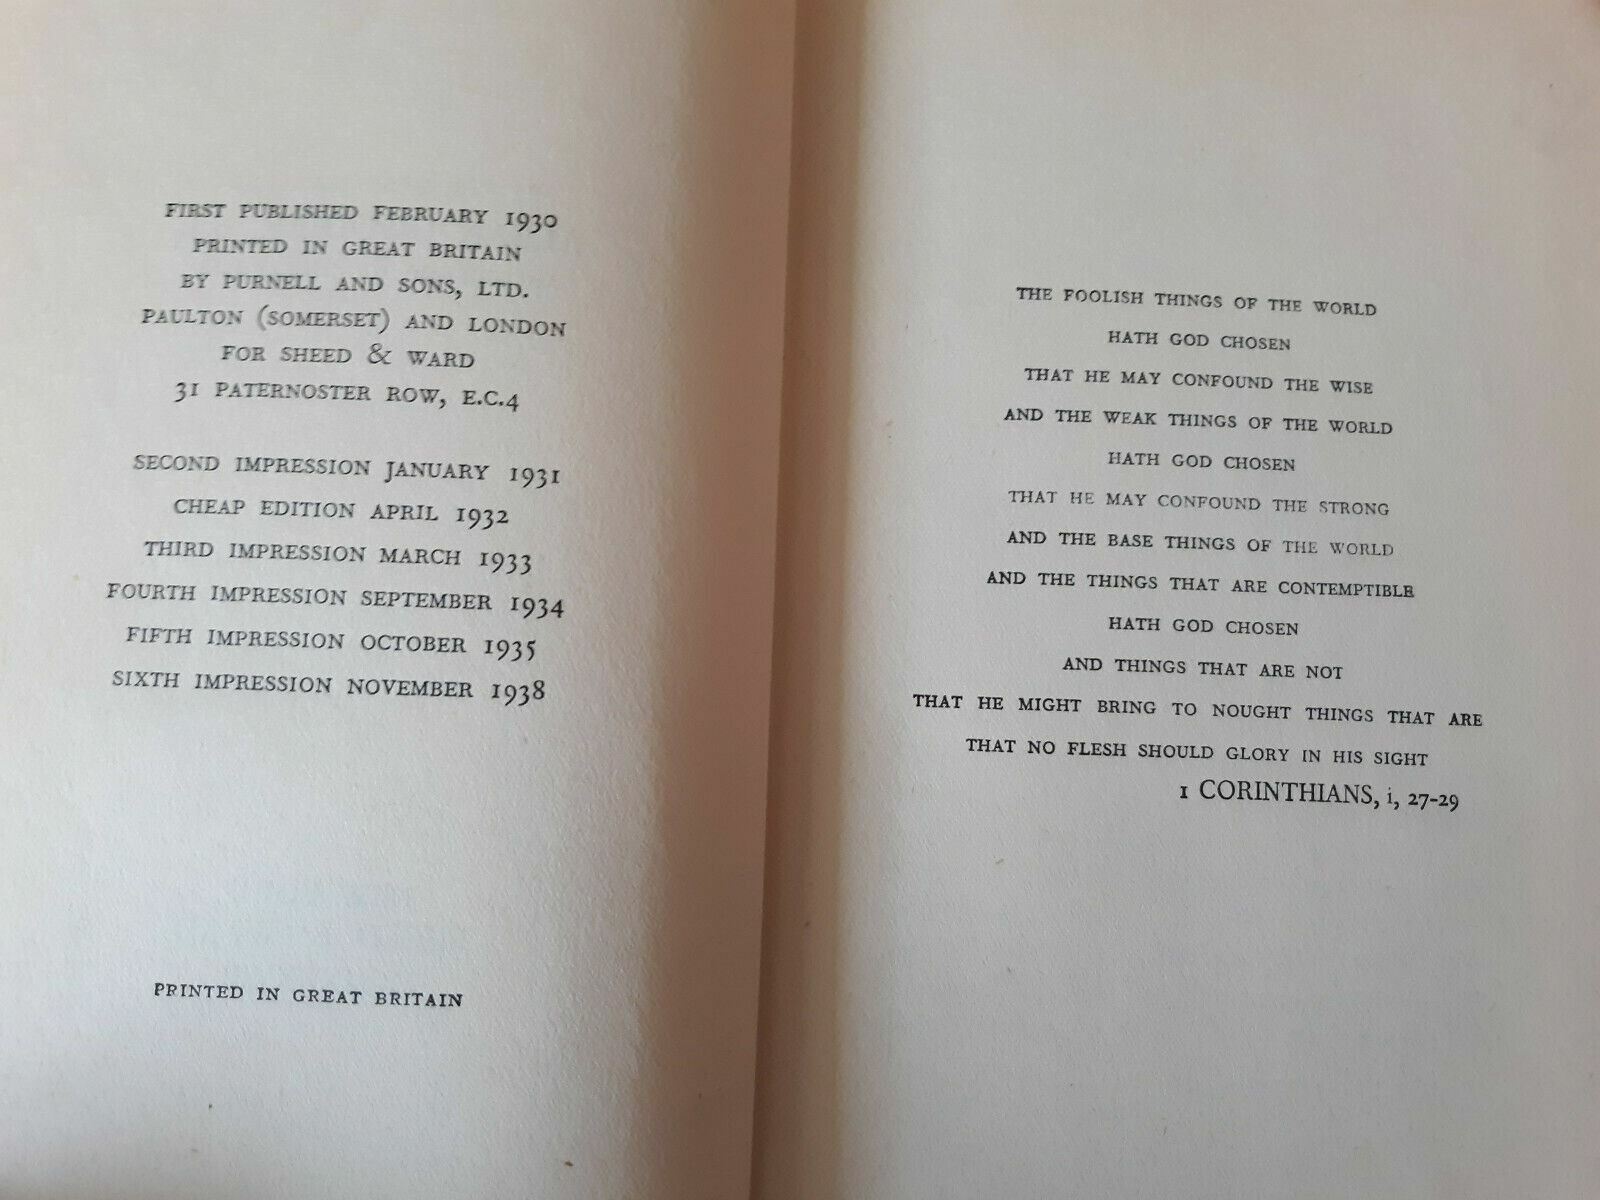 FIRST PUBLISHED FEBRUARY 1930
PRINTED IN GREAT BRITAIN
BY PURNELL AND SONS, LTD.
PAULTON (SOMERSET) AND LONDON
FOR SHEED & WARD
31 PATERNOSTER ROW, E.C.4
SECOND IMPRESSION JANUARY 1931
CHEAP EDITION APRIL 1932
THIRD IMPRESSION MARCH 1933
FOURTH IMPRESSION SEPTEMBER 1934
FIFTH IMPRESSION OCTOBER 1935
SIXTH IMPRESSION NOVEMBER 1938
PRINTED IN GREAT BRITAIN
THE FOOLISH THINGS OF THE WORLD
HATH GOD CHOSEN
THAT HE MAY CONFOUND THE WISE
AND THE WEAK THINGS OF THE WORLD
HATH GOD CHOSEN
THAT HE MAY CONFOUND THE STRONG
AND THE BASE THINGS OF THE WORLD
AND THE THINGS THAT ARE CONTEMPTIBLE
HATH GOD CHOSEN
AND THINGS THAT ARE NOT
THAT HE MIGHT BRING TO NOUGHT THINGS THAT ARE
THAT NO FLESH SHOULD GLORY IN HIS SIGHT
1 CORINTHIANS, i, 27-29